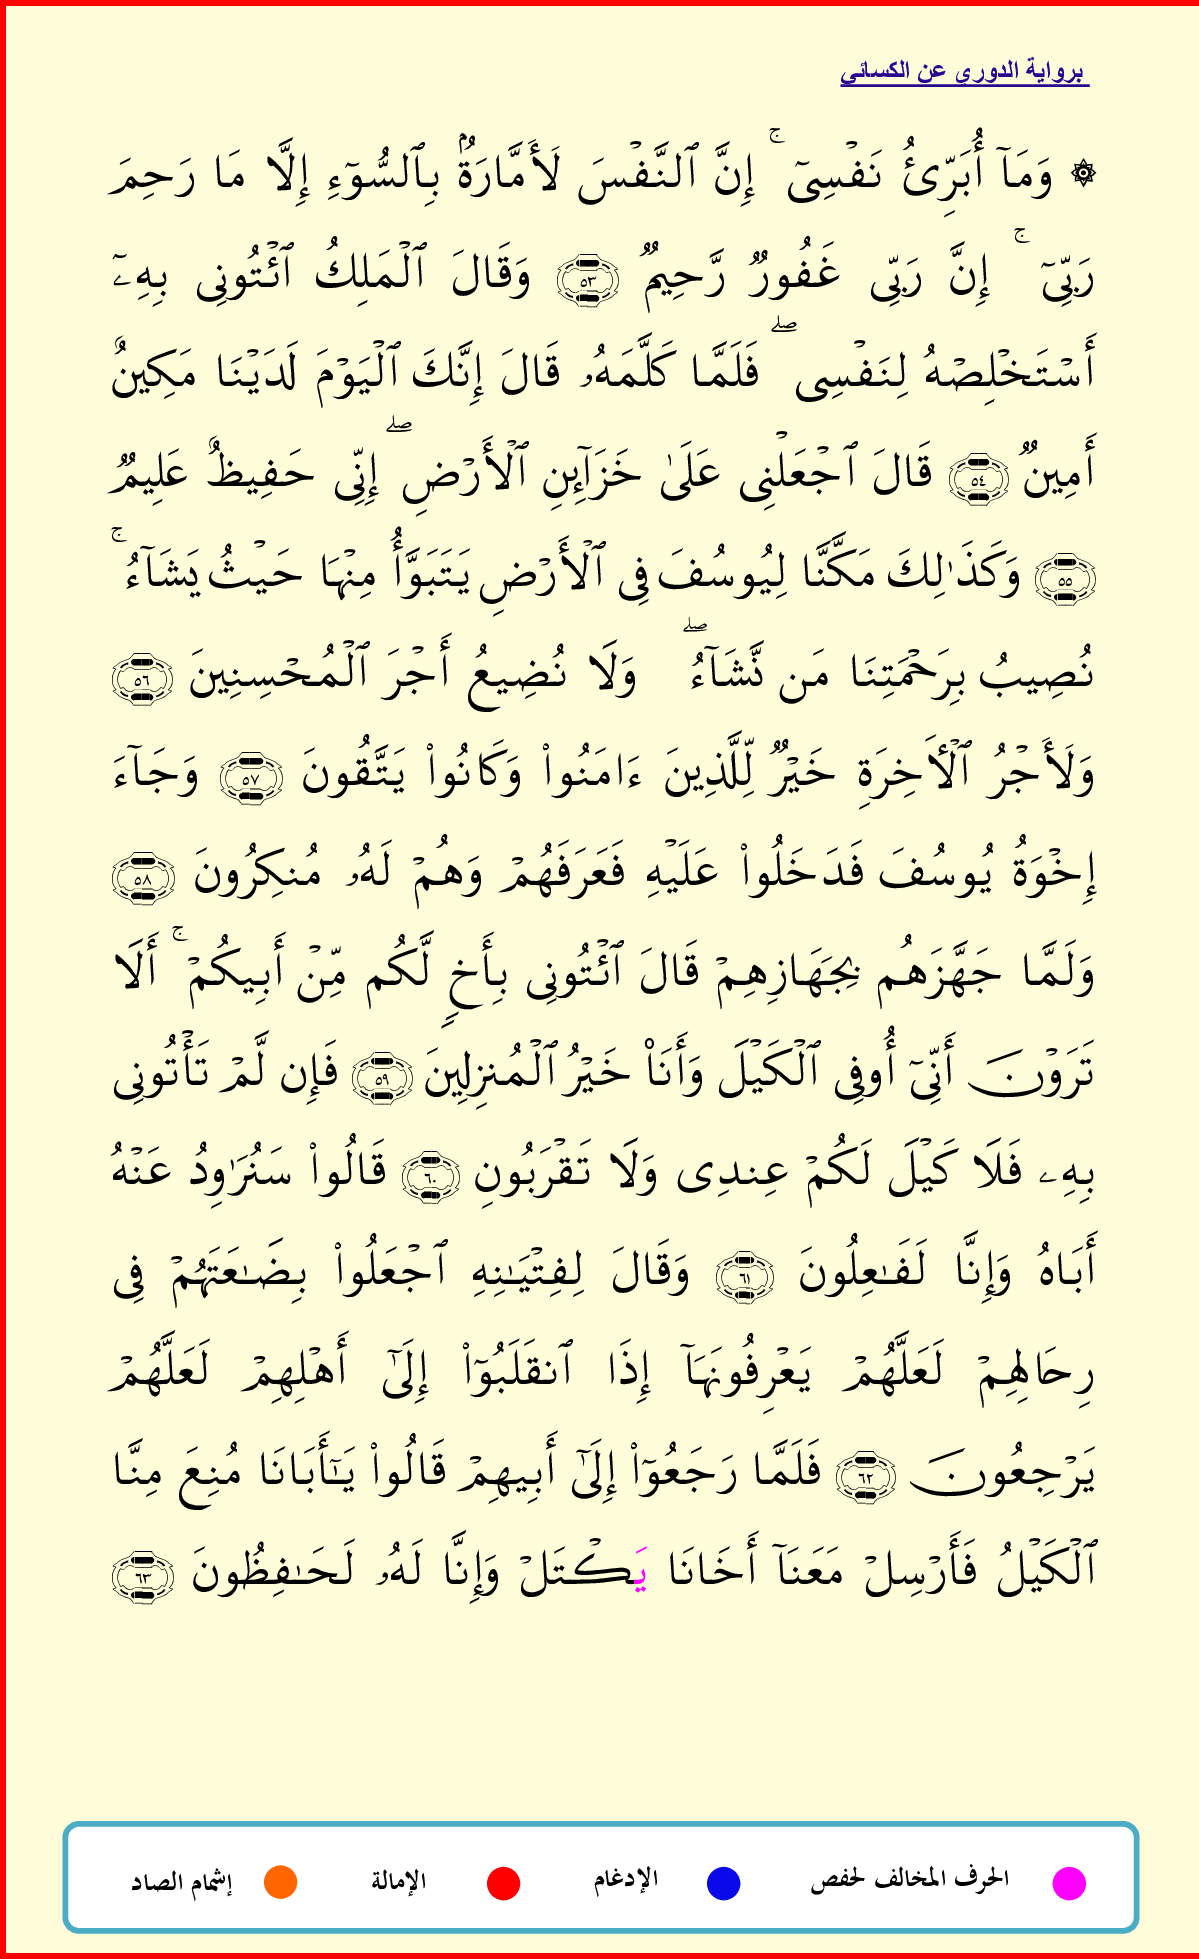 برواية الدوري عن الكسائي
۞ وَمَآ أُبَرِّئُ نَفْسِىٓ ۚ إِنَّ ٱلنَّفْسَ لَأَمَّارَةٌۢ بِٱلسُّوٓءِ إِلَّا مَا رَحِمَ
رَبِّىٓ ۚ إِنَّ رَبِّى غَفُورٌ رَّحِيمٌ ٥٣ وَقَالَ ٱلْمَلِكُ ٱئْتُونِى بِهِۦٓ
أَسْتَخْلِصْهُ لِنَفْسِى ۖ فَلَمَّا كَلَّمَهُۥ قَالَ إِنَّكَ ٱلْيَوْمَ لَدَيْنَا مَكِينٌ
أَمِينٌ ٥٤ قَالَ ٱجْعَلْنِى عَلَىٰ خَزَآئِنِ ٱلْأَرْضِ ۖ إِنِّى حَفِيظٌ عَلِيمٌ
٥٥ وَكَذَٰلِكَ مَكَّنَّا لِيُوسُفَ فِى ٱلْأَرْضِ يَتَبَوَّأُ مِنْهَا حَيْثُ يَشَآءُ ۚ
نُصِيبُ بِرَحْمَتِنَا مَن نَّشَآءُ ۖ وَلَا نُضِيعُ أَجْرَ ٱلْمُحْسِنِينَ ٥٦
وَلَأَجْرُ ٱلْأَخِرَةِ خَيْرٌ لِّلَّذِينَ ءَامَنُوا۟ وَكَانُوا۟ يَتَّقُونَ ٥٧ وَجَآءَ
إِخْوَةُ يُوسُفَ فَدَخَلُوا۟ عَلَيْهِ فَعَرَفَهُمْ وَهُمْ لَهُۥ مُنكِرُونَ ٥٨
وَلَمَّا جَهَّزَهُم بِجَهَازِهِمْ قَالَ ٱئْتُونِى بِأَخٍ لَّكُم مِّنْ أَبِيكُمْ ۚ أَلَا
تَرَوْنَ أَنِّىٓ أُوفِى ٱلْكَيْلَ وَأَنَا۠ خَيْرُ ٱلْمُنزِلِينَ ٥٩ فَإِن لَّمْ تَأْتُونِى
بِهِۦ فَلَا كَيْلَ لَكُمْ عِندِى وَلَا تَقْرَبُونِ ٦٠ قَالُوا۟ سَنُرَٰوِدُ عَنْهُ
أَبَاهُ وَإِنَّا لَفَـٰعِلُونَ ٦١ وَقَالَ لِفِتْيَـٰنِهِ ٱجْعَلُوا۟ بِضَـٰعَتَهُمْ فِى
رِحَالِهِمْ لَعَلَّهُمْ يَعْرِفُونَهَآ إِذَا ٱنقَلَبُوٓا۟ إِلَىٰٓ أَهْلِهِمْ لَعَلَّهُمْ
يَرْجِعُونَ ٦٢ فَلَمَّا رَجَعُوٓا۟ إِلَىٰٓ أَبِيهِمْ قَالُوا۟ يَـٰٓأَبَانَا مُنِعَ مِنَّا
ٱلْكَيْلُ فَأَرْسِلْ مَعَنَآ أَخَانَا يَكْتَلْ وَإِنَّا لَهُۥ لَحَـٰفِظُونَ ٦٣
الحرف المخالف لحفص الإدغام الإمالة إشمام الصاد